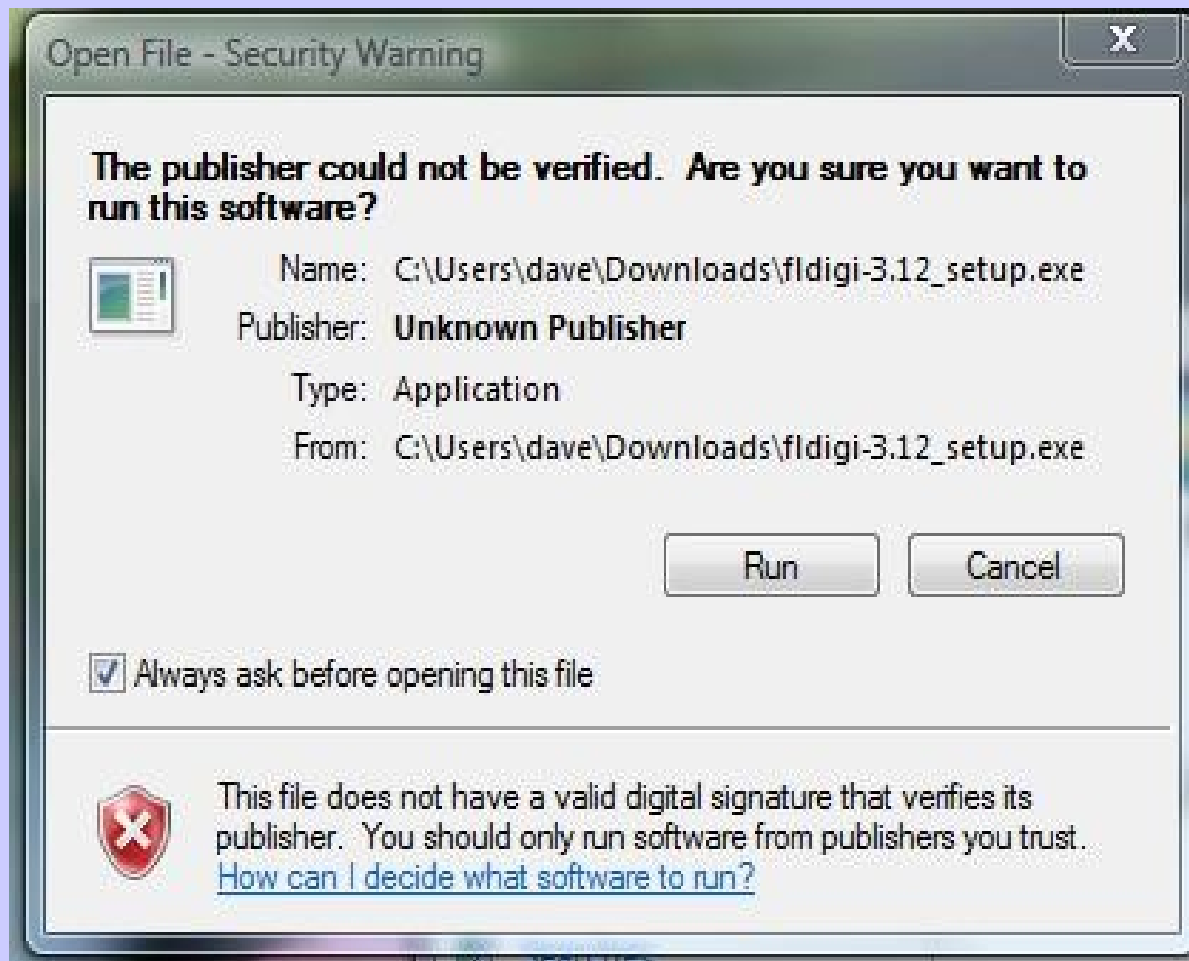 Open File - Security Warning
X
The publisher could not be verified. Are you sure you want to
run this software?
Name: C:\Users\dave\Downloads\fldigi-3.12_setup.exe
Publisher: Unknown Publisher
Type: Application
From: C:\Users\dave\Downloads\fldigi-3.12_setup.exe
Run Cancel
Always ask before opening this file
This file does not have a valid digital signature that verifies its
publisher. You should only run software from publishers you trust.
How can I decide what software to run?